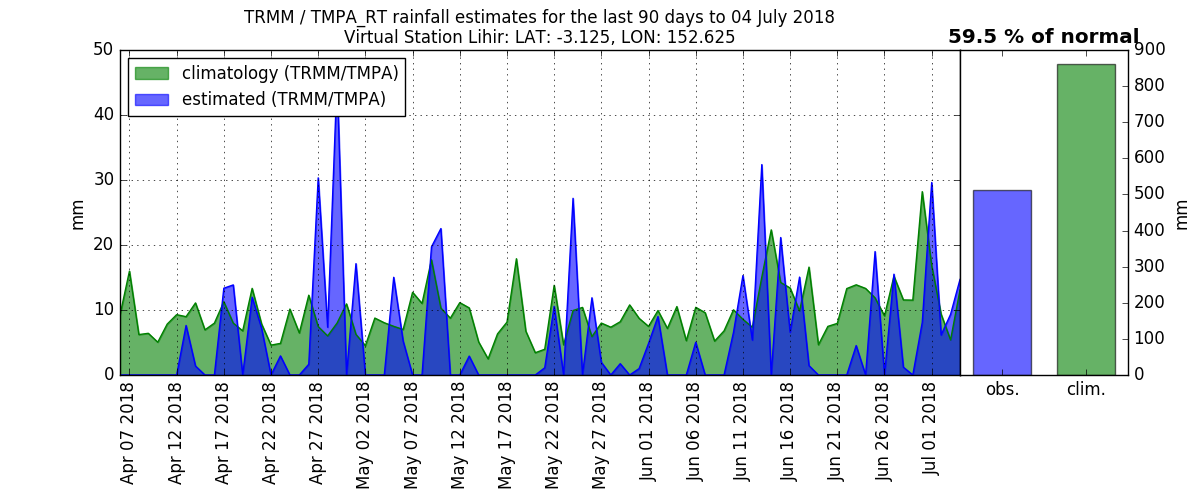 TRMM / TMPA_RT rainfall estimates for the last 90 days to 04 July 2018
Virtual Station Lihir: LAT: -3.125, LON: 152.625
59.5 % of normal
climatology (TRMM/TMPA)
estimated (TRMM/TMPA)
50
40
30
20
10
0
mm
900
800
700
600
500
400
300
200
100
0
mm
obs.
clim.
Apr 07 2018
Apr 12 2018
Apr 17 2018
Apr 22 2018
Apr 27 2018
May 02 2018
May 07 2018
May 12 2018
May 17 2018
May 22 2018
May 27 2018
Jun 01 2018
Jun 06 2018
Jun 11 2018
Jun 16 2018
Jun 21 2018
Jun 26 2018
Jul 01 2018